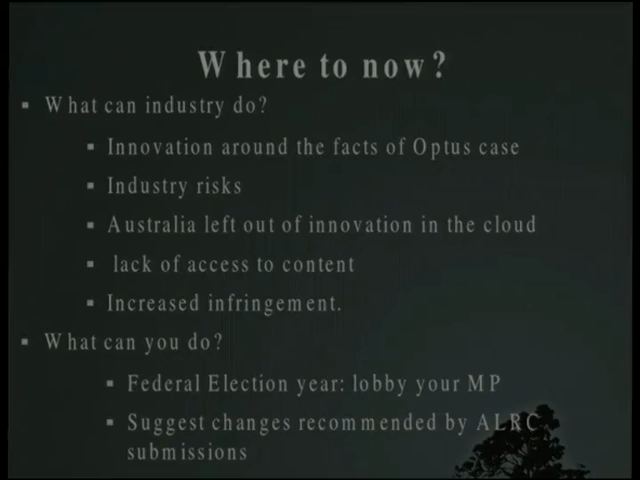 Where to now?
▪ What can industry do?
▪ Innovation around the facts of Optus case
▪ Industry risks
▪ Australia left out of innovation in the cloud
▪ lack of access to content
▪ Increased infringement.
▪ What can you do?
▪ Federal Election year: lobby your MP
▪ Suggest changes recommended by ALRC
submissions